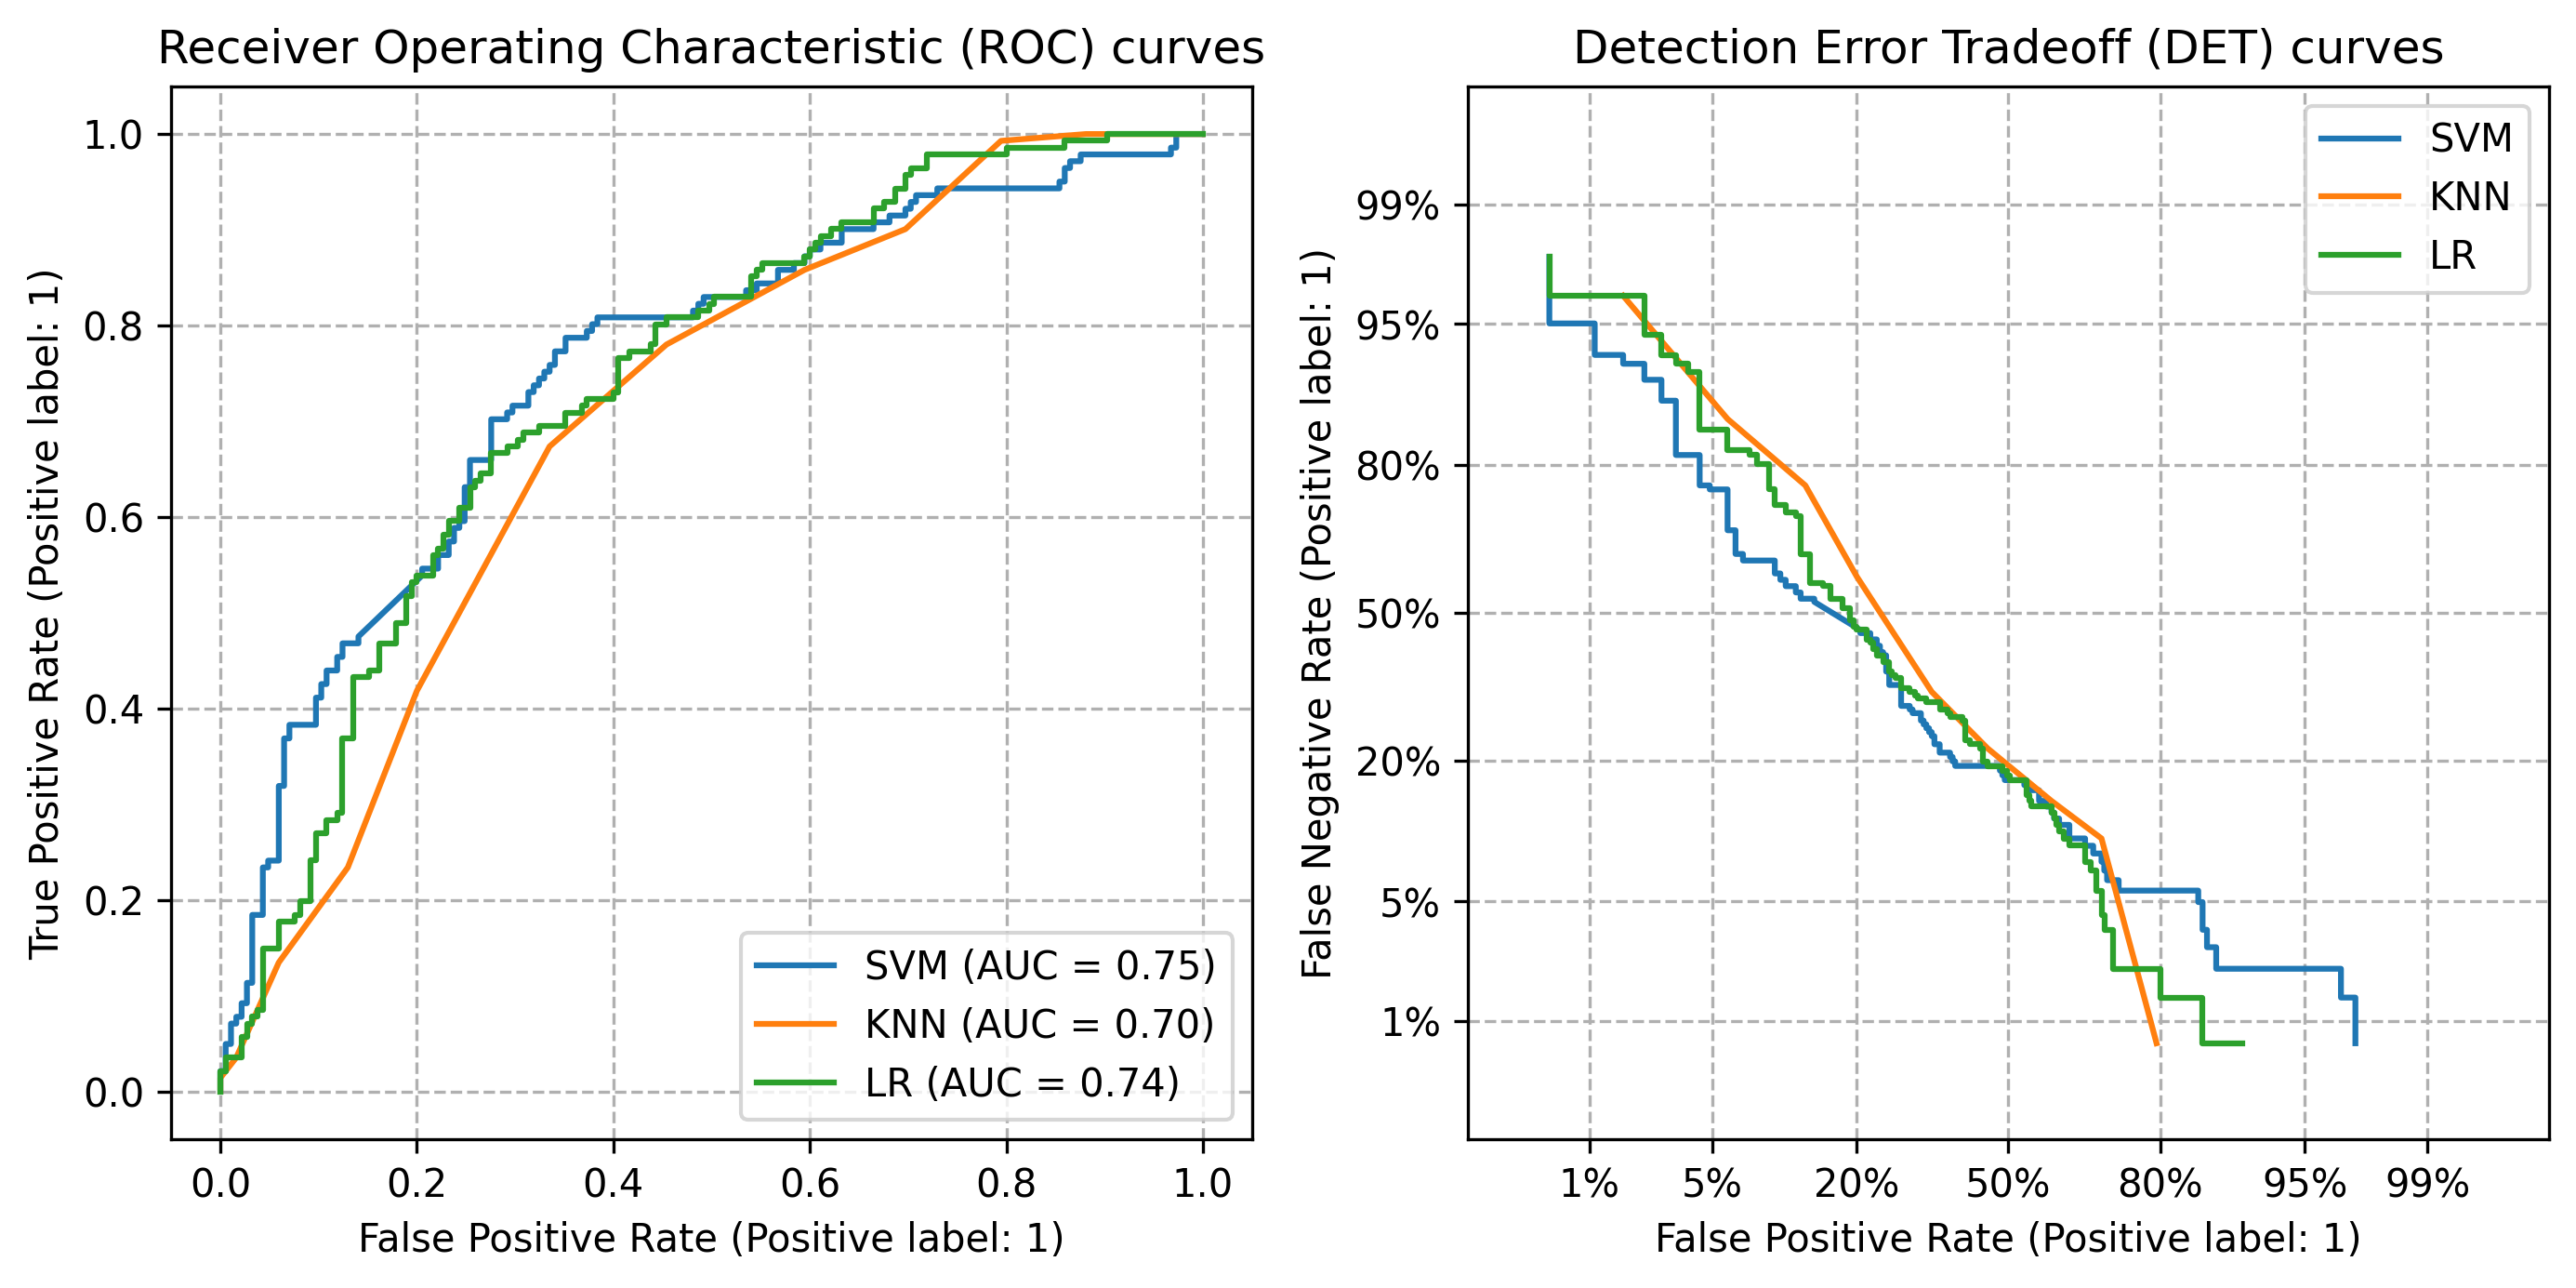 Receiver Operating Characteristic (ROC) curves
True Positive Rate (Positive label: 1)
1.0
0.8
0.6
0.4
0.2
0.0
SVM (AUC = 0.75)
KNN (AUC = 0.70)
LR (AUC = 0.74)
0.0 0.2 0.4 0.6 0.8 1.0
False Positive Rate (Positive label: 1)
Detection Error Tradeoff (DET) curves
False Negative Rate (Positive label: 1)
SVM
KNN
LR
99%
95%
80%
50%
20%
5%
1%
1% 5% 20% 50% 80% 95% 99%
False Positive Rate (Positive label: 1)